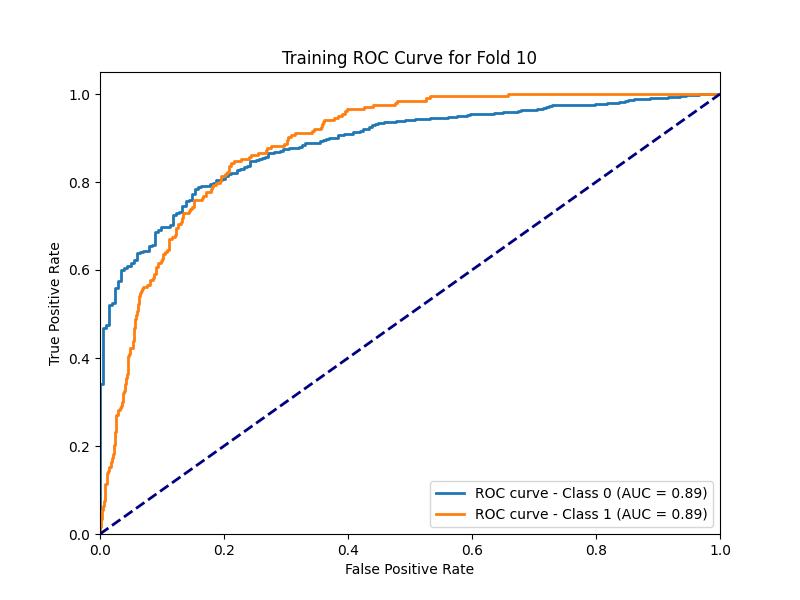 Training ROC Curve for Fold 10
True Positive Rate
1.0
0.8
0.6
0.4
0.2
0.0
0.0 0.2 0.4 0.6 0.8 1.0
False Positive Rate
ROC curve - Class 0 (AUC = 0.89)
ROC curve - Class 1 (AUC = 0.89)